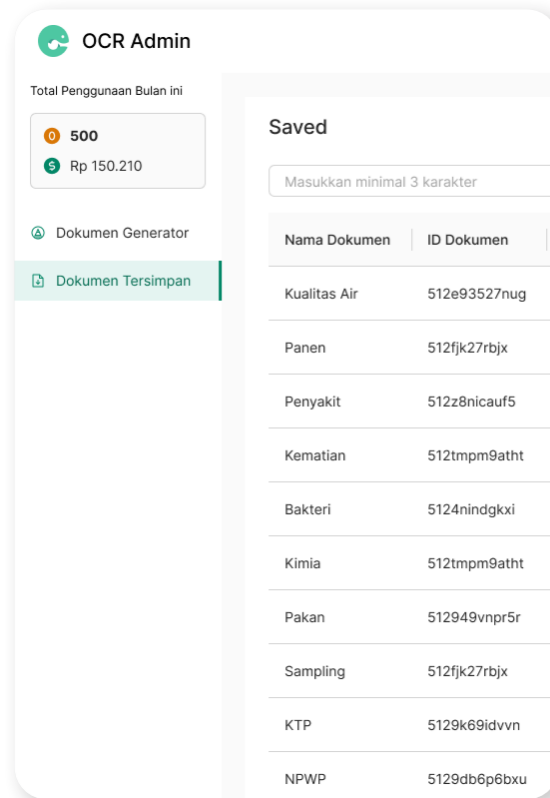 OCR Admin
Total Penggunaan Bulan ini
500
Rp 150.210
Dokumen Generator
Dokumen Tersimpan
Saved
Masukkan minimal 3 karakter
Nama Dokumen ID Dokumen
Kualitas Air 512e93527nug
Panen 512fjk27rbjx
Penyakit 512z8nicauf5
Kematian 512tmpm9atht
Bakteri 5124nindgkxi
Kimia 512tmpm9atht
Pakan 512949vnpr5r
Sampling 512fjk27rbjx
KTP 5129k69idvvn
NPWP 5129db6p6bxu